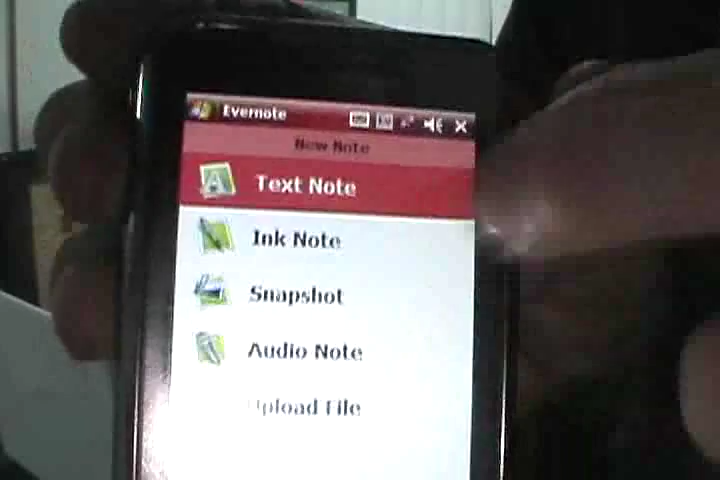 Evernote
New Note
Text Note
Ink Note
Snapshot
Audio Note
Upload File